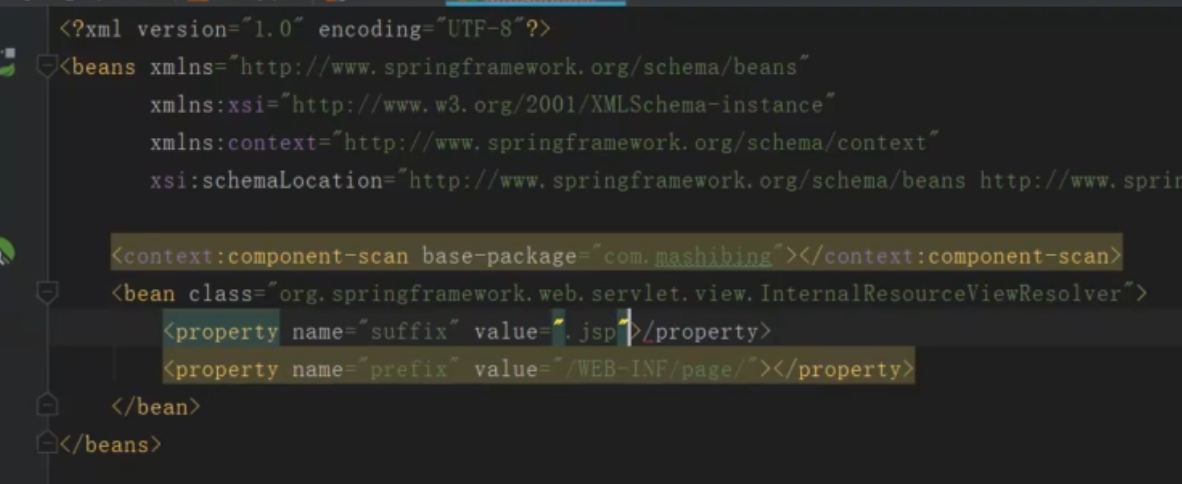 <?xml version="1.0" encoding="UTF-8"?>
<beans xmlns="http://www.springframework.org/schema/beans"
xmlns:xsi="http://www.w3.org/2001/XMLSchema-instance"
xmlns:context="http://www.springframework.org/schema/context"
xsi:schemaLocation="http://www.springframework.org/schema/beans http://www.sprin
<context:component-scan base-package="com.mashibing"></context:component-scan>
<bean class="org.springframework.web.servlet.view.InternalResourceViewResolver">
<property name="suffix" value=".jsp">/property>
<property name="prefix" value="/WEB-INF/page/"></property>
</bean>
</beans>